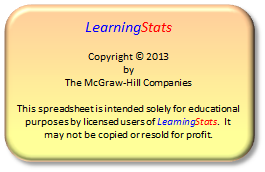 LearningStats
Copyright © 2013
by
The McGraw-Hill Companies
This spreadsheet is intended solely for educational
purposes by licensed users of LearningStats. It
may not be copied or resold for profit.